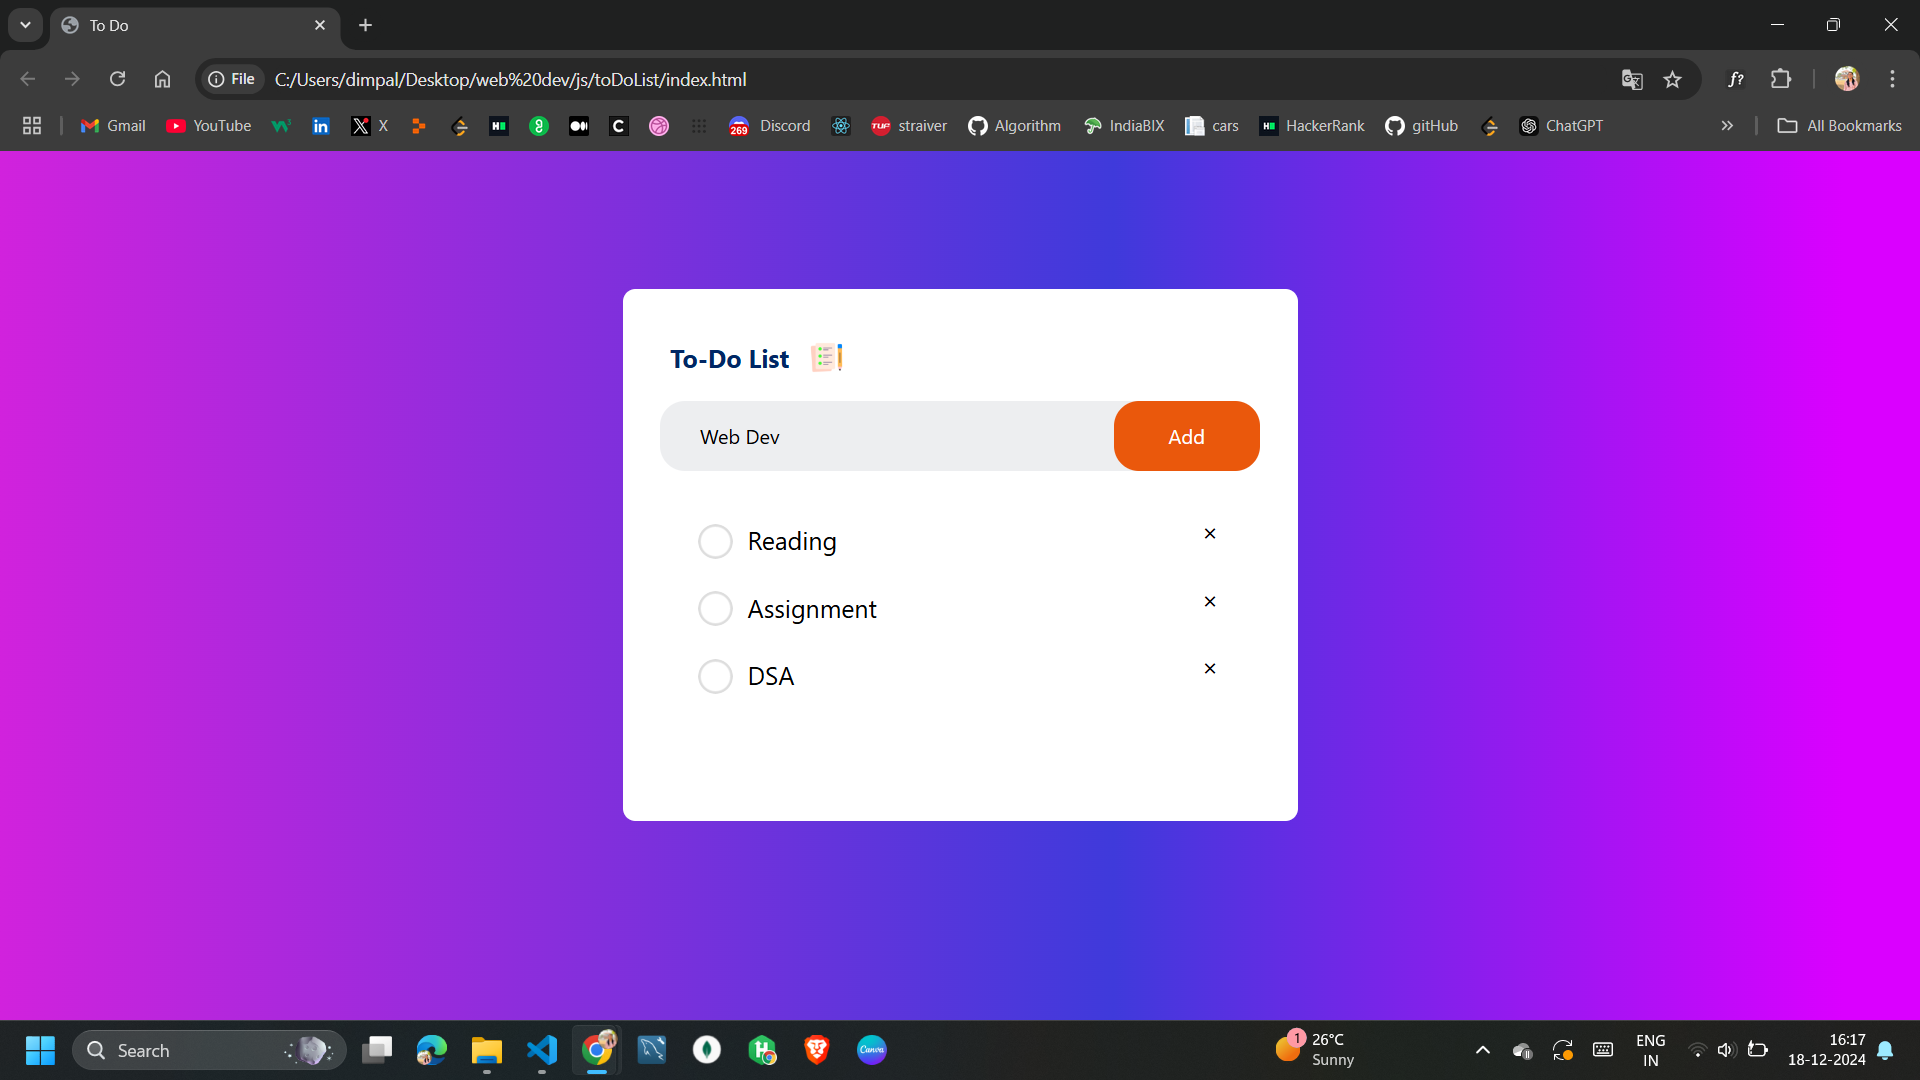 To Do
File
C:/Users/dimpal/Desktop/web%20dev/js/toDoList/index.html
Gmail
YouTube
X
269
Discord
TUF
straiver
Algorithm
IndiaBIX
cars
HackerRank
gitHub
ChatGPT
All Bookmarks
To-Do List
Web Dev
Add
Reading
×
Assignment
×
DSA
×
Search
Canva
1
26°C
Sunny
ENG
IN
16:17
18-12-2024